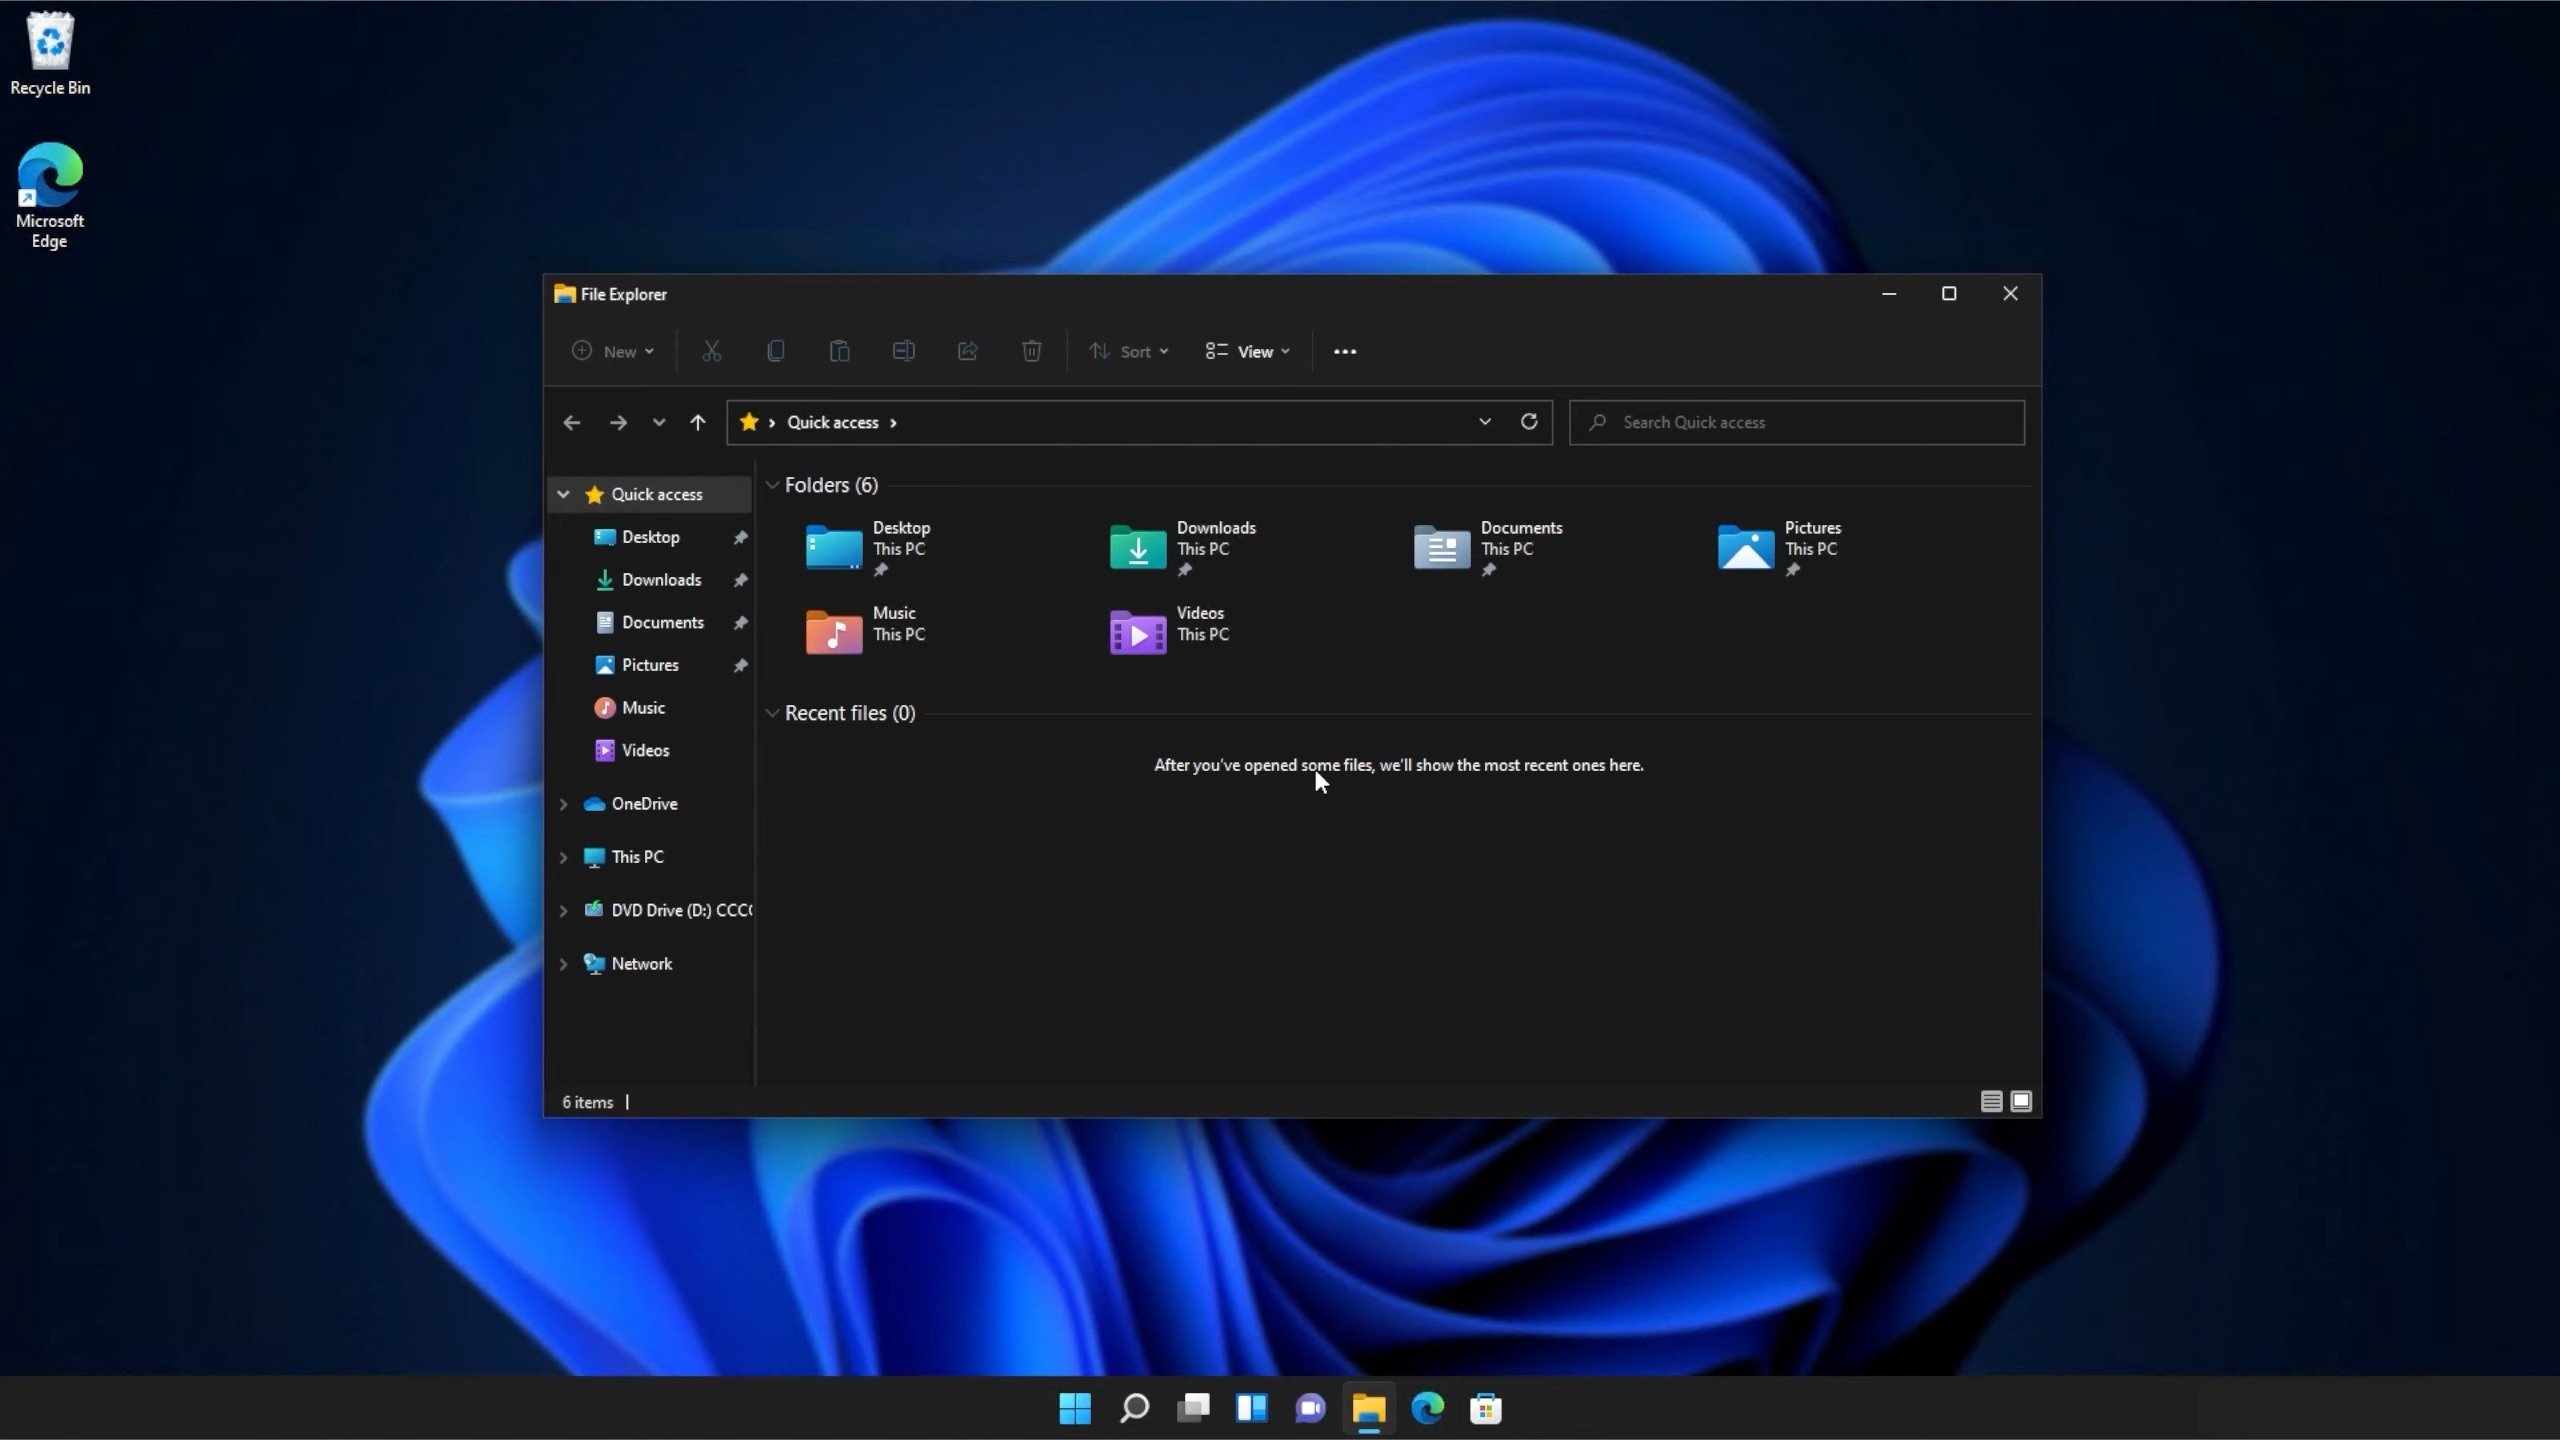 Recycle Bin
Microsoft
Edge
File Explorer
New
Sort
View
Quick access
Search Quick access
Quick access
Desktop
Downloads
Documents
Pictures
Music
Videos
OneDrive
This PC
DVD Drive (D:) CCC
Network
Folders (6)
Desktop
This PC
Downloads
This PC
Documents
This PC
Pictures
This PC
Music
This PC
Videos
This PC
Recent files (0)
After you've opened some files, we'll show the most recent ones here.
6 items